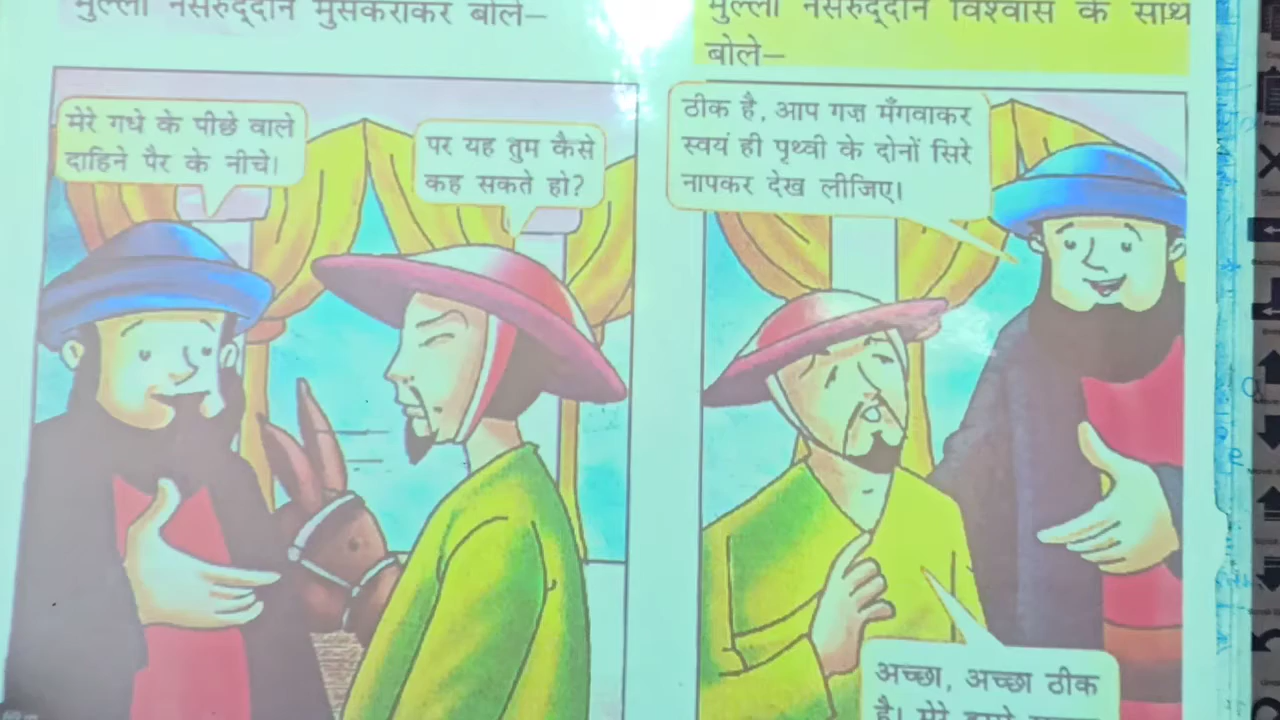 मुल्ला नसरुद्दीन मुसकराकर बोले—
मेरे गधे के पीछे वाले
दाहिने पैर के नीचे।
पर यह तुम कैसे
कह सकते हो?
मुल्ला नसरुद्दीन विश्वास के साथ
बोले—
ठीक है, आप गज़ मँगवाकर
स्वयं ही पृथ्वी के दोनों सिरे
नापकर देख लीजिए।
अच्छा, अच्छा ठीक
है। मेरे